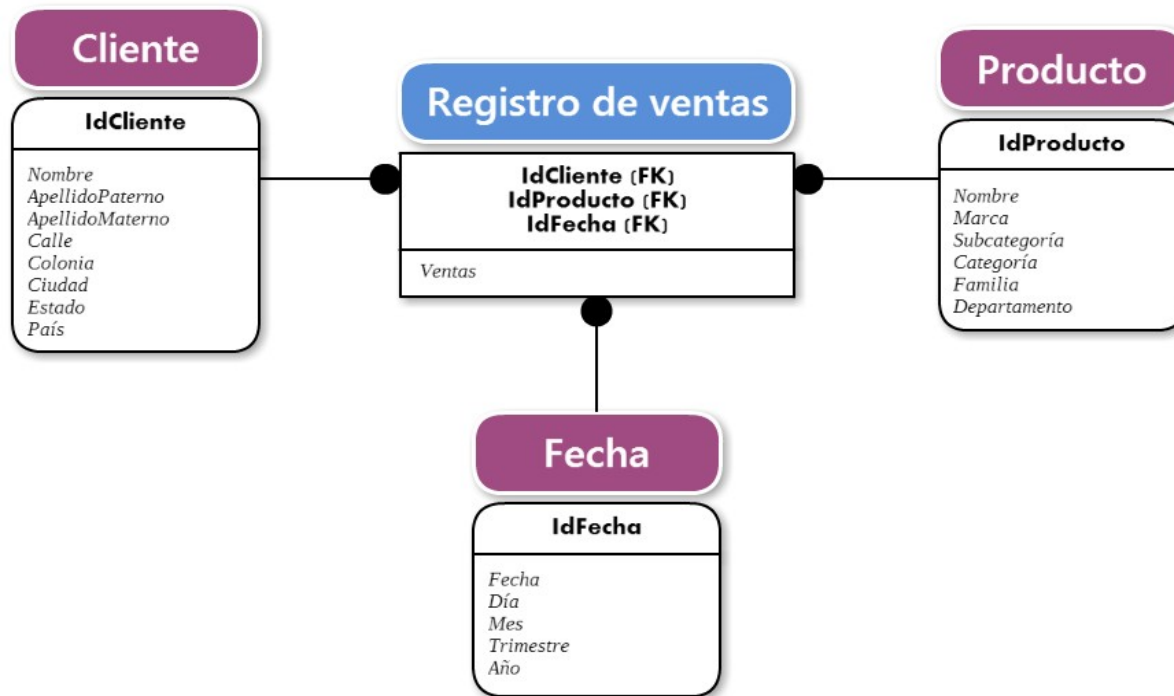 Cliente
IdCliente
Nombre
ApellidoPaterno
ApellidoMaterno
Calle
Colonia
Ciudad
Estado
País
Registro de ventas
IdCliente (FK)
IdProducto (FK)
IdFecha (FK)
Ventas
Producto
IdProducto
Nombre
Marca
Subcategoría
Categoría
Familia
Departamento
Fecha
IdFecha
Fecha
Día
Mes
Trimestre
Año